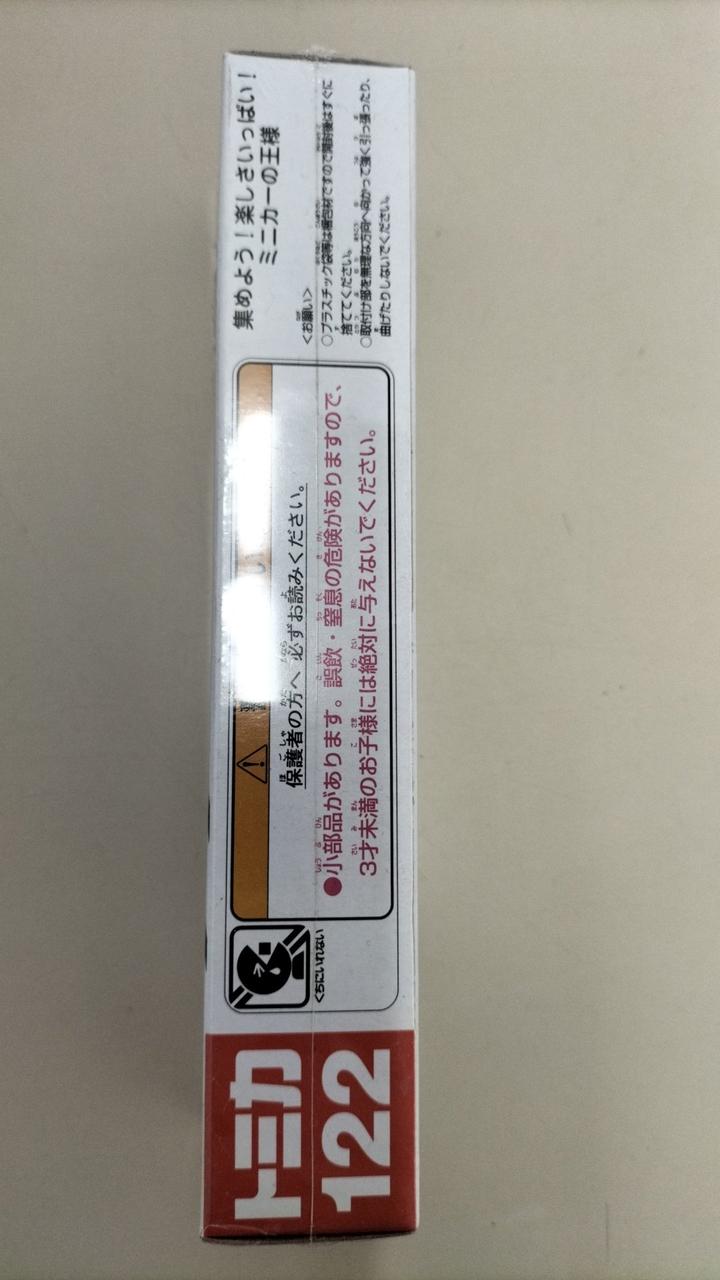 トミカ
122
くちにいれない
保護者の方へ 必ずお読みください。
●小部品があります。誤飲・窒息の危険がありますので、
3才未満のお子様には絶対に与えないでください。
集めよう！楽しさいっぱい！
ミニカーの王様
<お願い>
○プラスチック袋等は梱包材ですので開封後はすぐに
捨ててください。
○取付け部を無理な方向へ向かって強く引っ張ったり、
曲げたりしないでください。